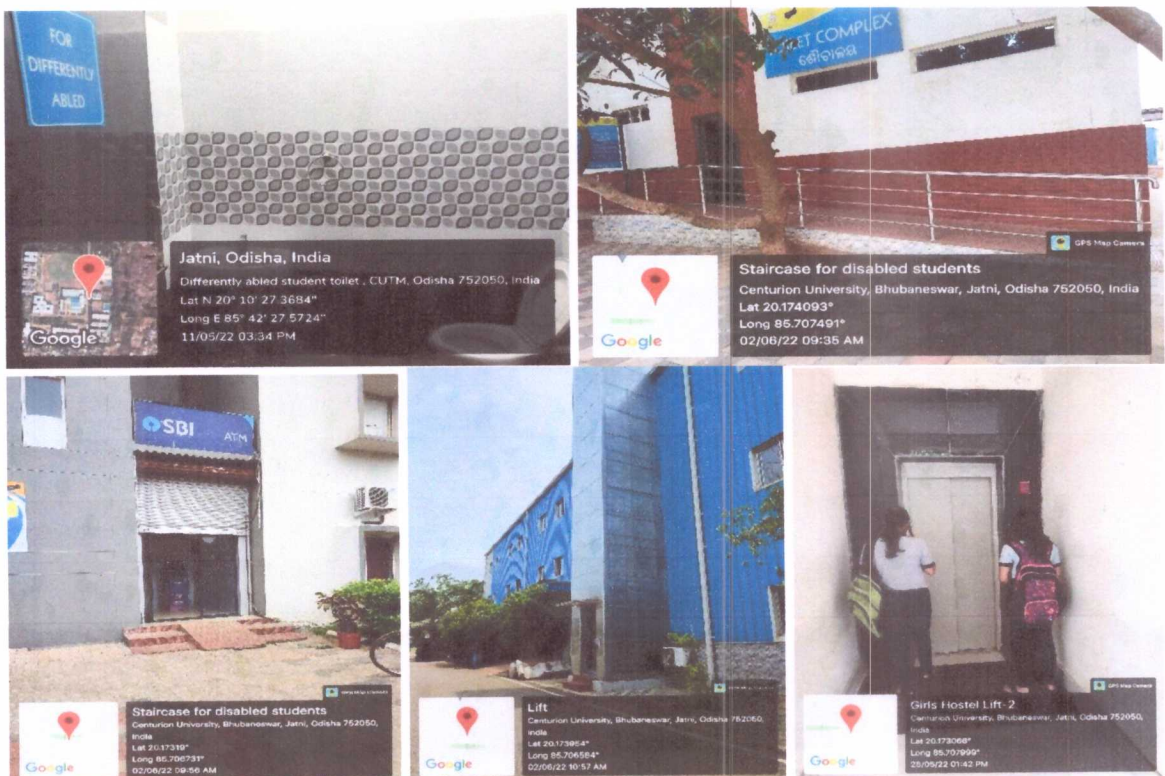 FOR
DIFFERENTLY
ABLED
Google
Jatni, Odisha, India
Differently abled student toilet , CUTM, Odisha 752050, India
Lat N 20° 10' 27.3684"
Long E 85° 42' 27.5724"
11/05/22 03:34 PM
COMPLEX
ଶୌଚାଳୟ
GPS Map Camera
Google
Staircase for disabled students
Centurion University, Bhubaneswar, Jatni, Odisha 752050, India
Lat 20.174093°
Long 85.707491°
02/06/22 09:35 AM
SBI
ATM
GPS Map Camera
Google
Staircase for disabled students
Centurion University, Bhubaneswar, Jatni, Odisha 752050,
India
Lat 20.17319°
Long 85.706731°
02/06/22 09:56 AM
Google
Lift
Centurion University, Bhubaneswar, Jatni, Odisha 752050,
India
Lat 20.173854°
Long 85.706584°
02/06/22 10:57 AM
GPS Map Camera
Google
Girls Hostel Lift-2
Centurion University, Bhubaneswar, Jatni, Odisha 752050,
India
Lat 20.173068°
Long 85.707999°
28/05/22 01:42 PM